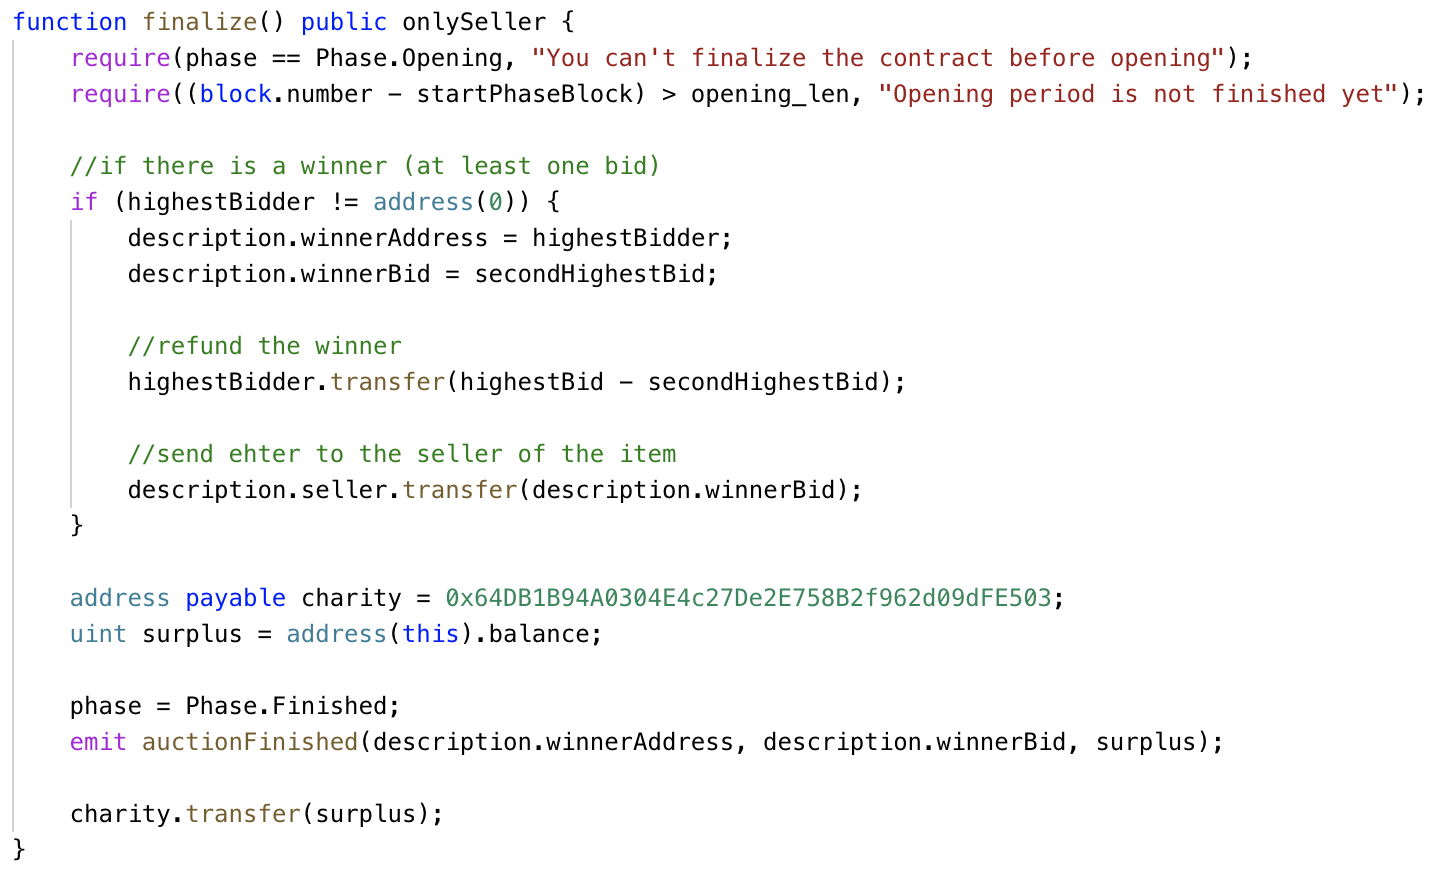 function finalize() public onlySeller {
require(phase == Phase.Opening, "You can't finalize the contract before opening");
require((block.number - startPhaseBlock) > opening_len, "Opening period is not finished yet");
//if there is a winner (at least one bid)
if (highestBidder != address(0)) {
description.winnerAddress = highestBidder;
description.winnerBid = secondHighestBid;
//refund the winner
highestBidder.transfer(highestBid - secondHighestBid);
//send ehter to the seller of the item
description.seller.transfer(description.winnerBid);
}
address payable charity = 0x64DB1B94A0304E4c27De2E758B2f962d09dFE503;
uint surplus = address(this).balance;
phase = Phase.Finished;
emit auctionFinished(description.winnerAddress, description.winnerBid, surplus);
charity.transfer(surplus);
}